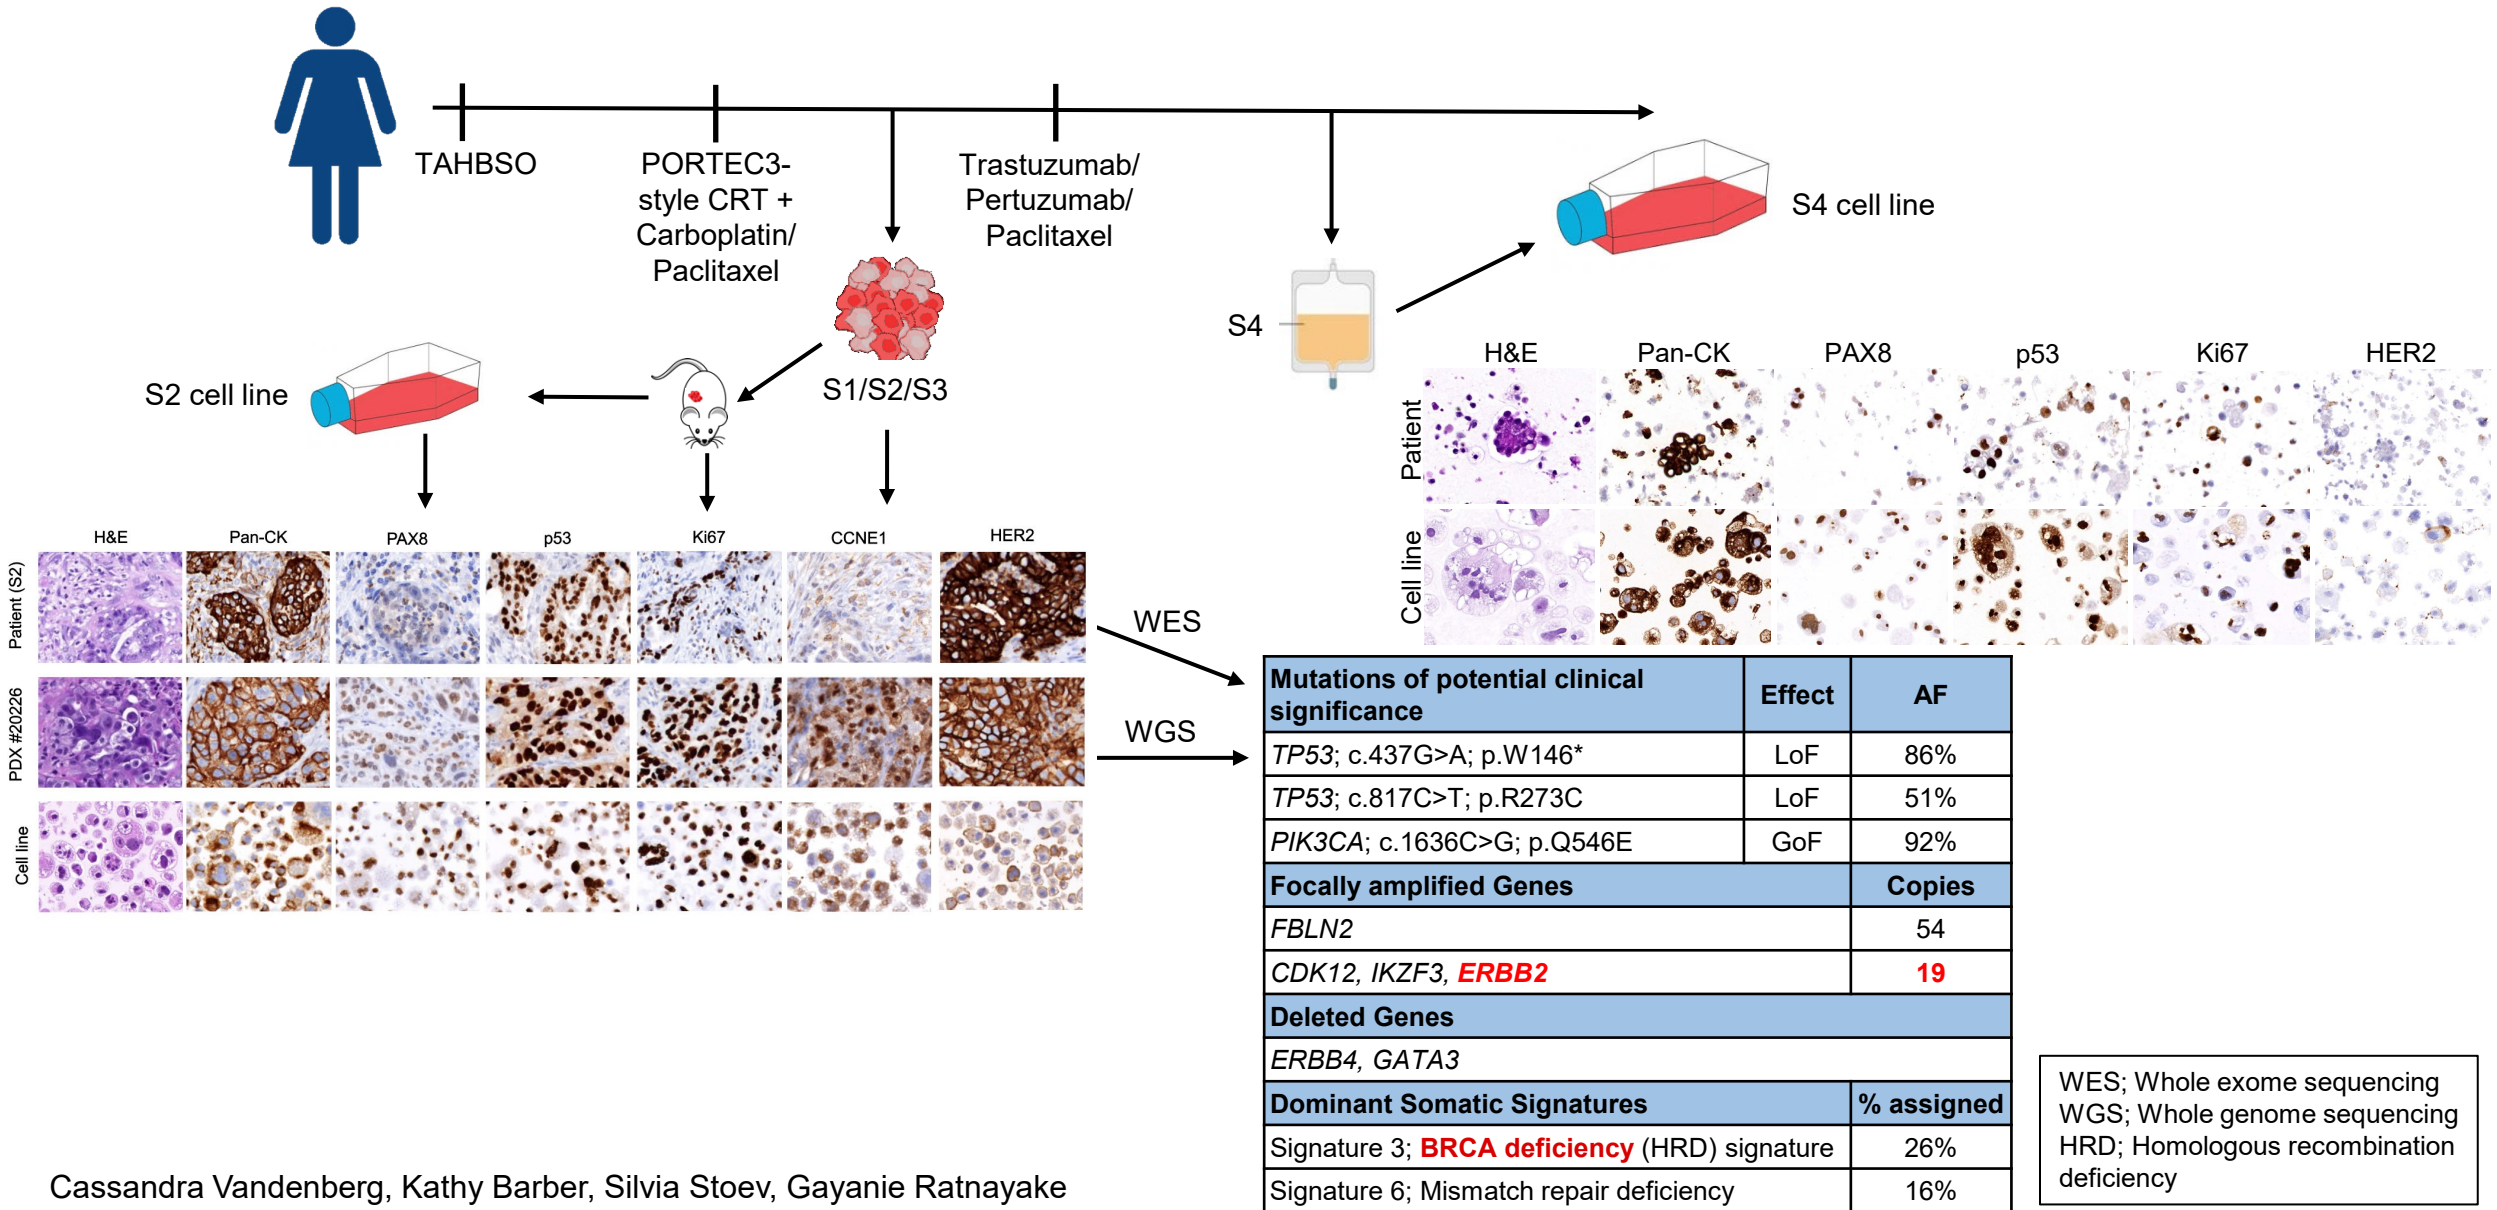 TAHBSO
PORTEC3-
style CRT +
Carboplatin/
Paclitaxel
Trastuzumab/
Pertuzumab/
Paclitaxel
S4 cell line
S4
S2 cell line
S1/S2/S3
H&E Pan-CK PAX8 p53 Ki67 HER2
Patient
Cell line
H&E Pan-CK PAX8 p53 Ki67 CCNE1 HER2
Patient (S2)
PDX #20226
Cell line
WES
WGS
Mutations of potential clinical
significance
Effect
AF
TP53; c.437G>A; p.W146* LoF 86%
TP53; c.817C>T; p.R273C LoF 51%
PIK3CA; c.1636C>G; p.Q546E GoF 92%
Focally amplified Genes Copies
FBLN2 54
CDK12, IKZF3, ERBB2 19
Deleted Genes
ERBB4, GATA3
Dominant Somatic Signatures % assigned
Signature 3; BRCA deficiency (HRD) signature 26%
Signature 6; Mismatch repair deficiency 16%
WES; Whole exome sequencing
WGS; Whole genome sequencing
HRD; Homologous recombination
deficiency
Cassandra Vandenberg, Kathy Barber, Silvia Stoev, Gayanie Ratnayake